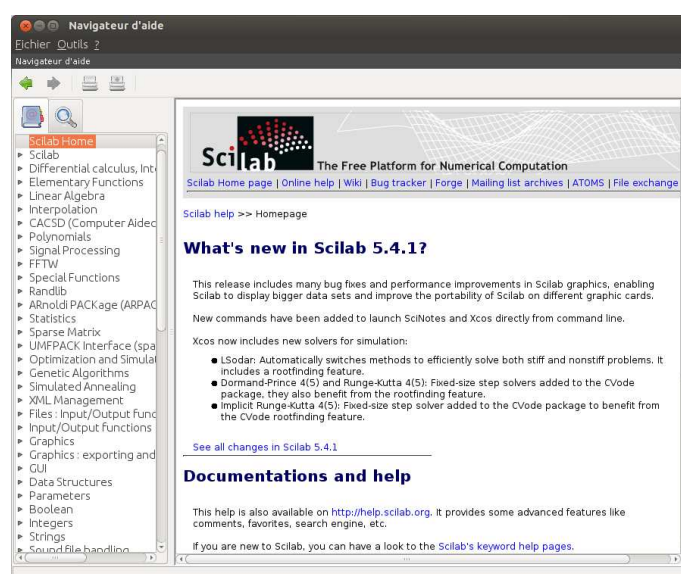 Navigateur d'aide
Fichier Outils ?
Navigateur d'aide
Scilab Home
Scilab
Differential calculus, Inte
Elementary Functions
Linear Algebra
Interpolation
CACSD (Computer Aided
Polynomials
Signal Processing
FFTW
Special Functions
Randlib
ARnoldi PACKage (ARPAC
Statistics
Sparse Matrix
UMFPACK Interface (spa
Optimization and Simulat
Genetic Algorithms
Simulated Annealing
XML Management
Files : Input/Output func
Input/Output functions
Graphics
Graphics : exporting and
GUI
Data Structures
Parameters
Boolean
Integers
Strings
Sound file handling
Scilab
The Free Platform for Numerical Computation
Scilab Home page | Online help | Wiki | Bug tracker | Forge | Mailing list archives | ATOMS | File exchange
Scilab help >> Homepage
What's new in Scilab 5.4.1?
This release includes many bug fixes and performance improvements in Scilab graphics, enabling
Scilab to display bigger data sets and improve the portability of Scilab on different graphic cards.
New commands have been added to launch SciNotes and Xcos directly from command line.
Xcos now includes new solvers for simulation:
● LSodar: Automatically switches methods to efficiently solve both stiff and nonstiff problems. It
includes a rootfinding feature.
● Dormand-Prince 4(5) and Runge-Kutta 4(5): Fixed-size step solvers added to the CVode
package, they also benefit from the rootfinding feature.
● Implicit Runge-Kutta 4(5): Fixed-size step solver added to the CVode package to benefit from
the CVode rootfinding feature.
See all changes in Scilab 5.4.1
Documentations and help
This help is also available on http://help.scilab.org. It provides some advanced features like
comments, favorites, search engine, etc.
If you are new to Scilab, you can have a look to the Scilab's keyword help pages.